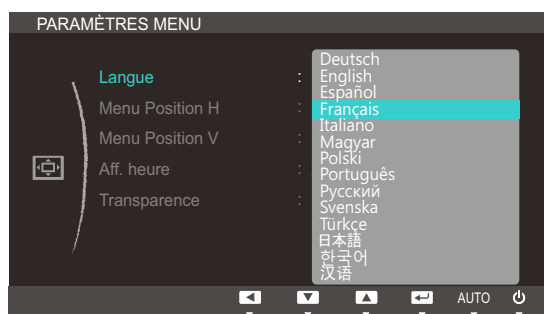 PARAMÈTRES MENU
Langue :
Menu Position H :
Menu Position V :
Aff. heure :
Transparence :
Deutsch
English
Español
Français
Italiano
Magyar
Polski
Português
Русский
Svenska
Türkçe
日本語
한국어
汉语
AUTO